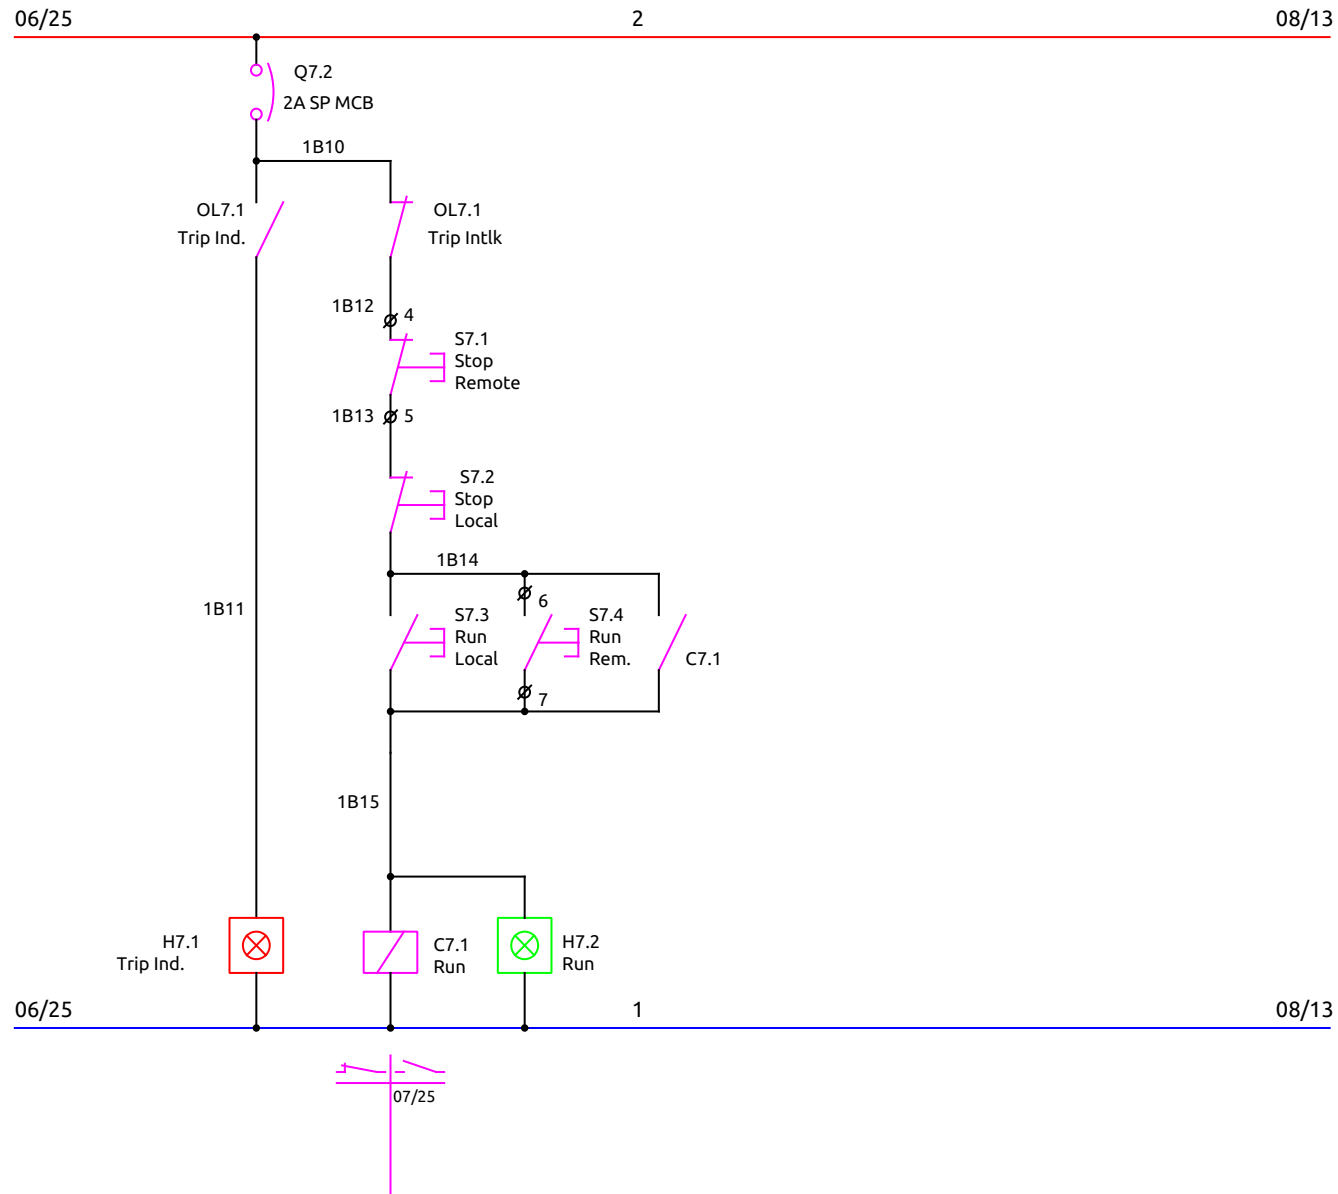 06/25
2
08/13
Q7.2
2A SP MCB
1B10
OL7.1
Trip Ind.
OL7.1
Trip Intlk
1B12
4
S7.1
Stop
Remote
1B13
5
S7.2
Stop
Local
1B14
6
1B11
S7.3
Run
Local
S7.4
Run
Rem.
C7.1
7
1B15
H7.1
Trip Ind.
C7.1
Run
H7.2
Run
06/25
1
08/13
07/25